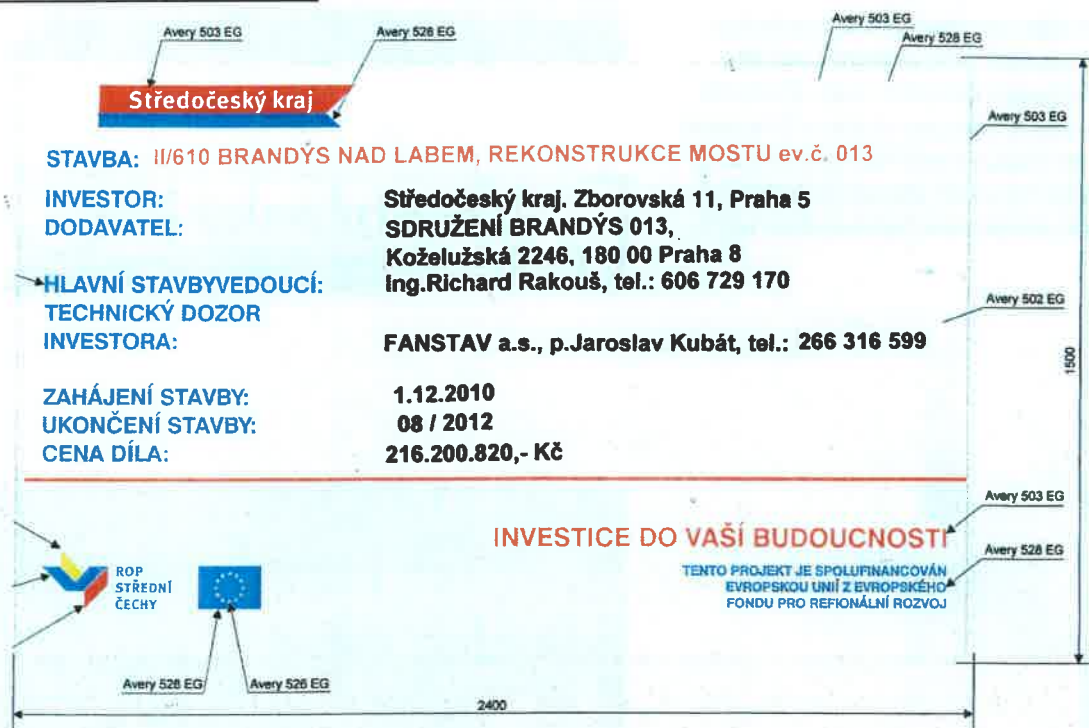 Avery 503 EG
Avery 528 EG
Avery 503 EG
Avery 528 EG
Středočeský kraj
Avery 503 EG
STAVBA: II/610 BRANDÝS NAD LABEM, REKONSTRUKCE MOSTU ev.č. 013
INVESTOR: Středočeský kraj. Zborovská 11, Praha 5
DODAVATEL: SDRUŽENÍ BRANDÝS 013,
Koželužská 2246, 180 00 Praha 8
HLAVNÍ STAVBYVEDOUCÍ: Ing.Richard Rakouš, tel.: 606 729 170
TECHNICKÝ DOZOR
INVESTORA: FANSTAV a.s., p.Jaroslav Kubát, tel.: 266 316 599
Avery 502 EG
1500
ZAHÁJENÍ STAVBY: 1.12.2010
UKONČENÍ STAVBY: 08 / 2012
CENA DÍLA: 216.200.820,- Kč
Avery 503 EG
INVESTICE DO VAŠÍ BUDOUCNOSTI
Avery 528 EG
TENTO PROJEKT JE SPOLUFINANCOVÁN
EVROPSKOU UNIÍ Z EVROPSKÉHO
FONDU PRO REFIONÁLNÍ ROZVOJ
ROP
STŘEDNÍ
ČECHY
Avery 528 EG
Avery 526 EG
2400